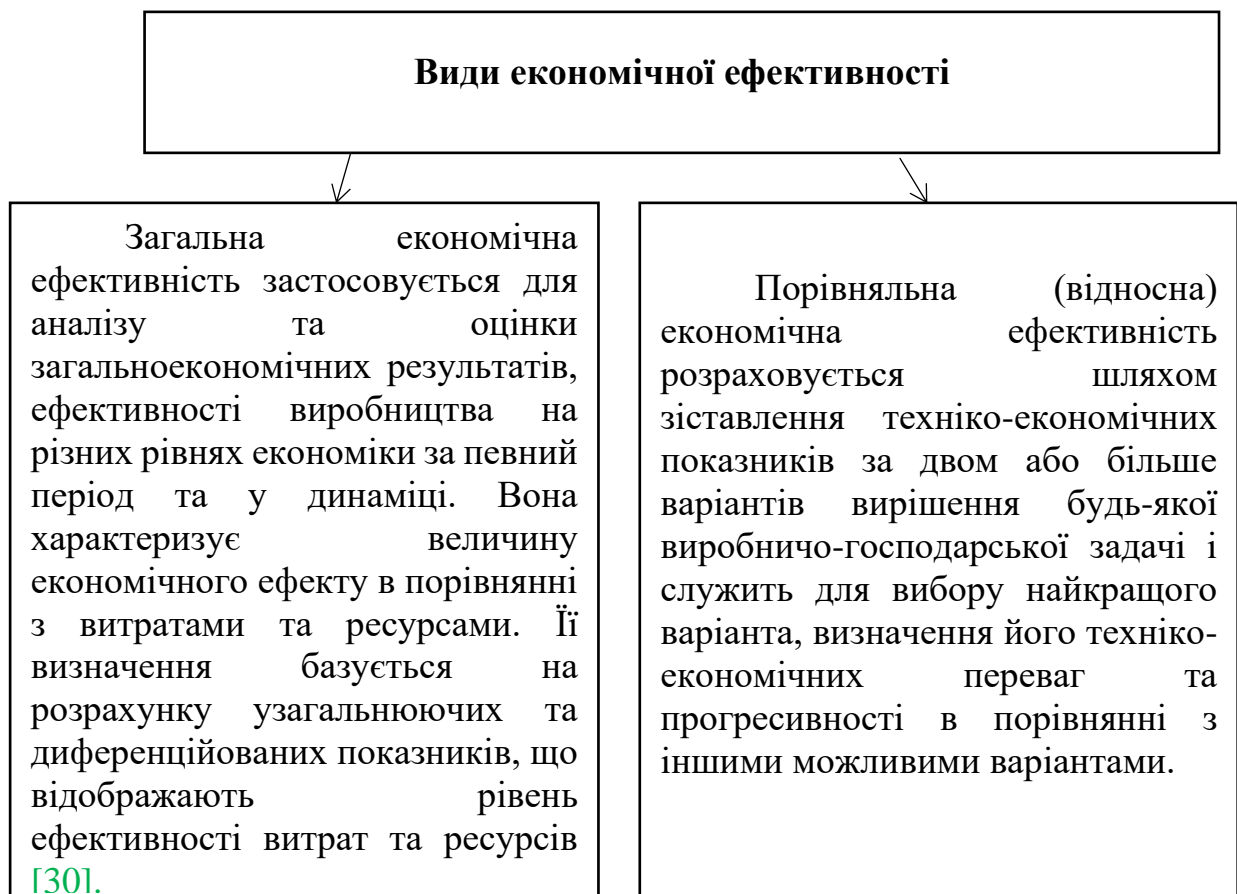 Види економічної ефективності
Загальна економічна
ефективність застосовується для
аналізу та оцінки
загальноекономічних результатів,
ефективності виробництва на
різних рівнях економіки за певний
період та у динаміці. Вона
характеризує величину
економічного ефекту в порівнянні
з витратами та ресурсами. Її
визначення базується на
розрахунку узагальнюючих та
диференційованих показників, що
відображають рівень
ефективності витрат та ресурсів
[30].
Порівняльна (відносна)
економічна ефективність
розраховується шляхом
зіставлення техніко-економічних
показників за двом або більше
варіантів вирішення будь-якої
виробничо-господарської задачі і
служить для вибору найкращого
варіанта, визначення його техніко-
економічних переваг та
прогресивності в порівнянні з
іншими можливими варіантами.